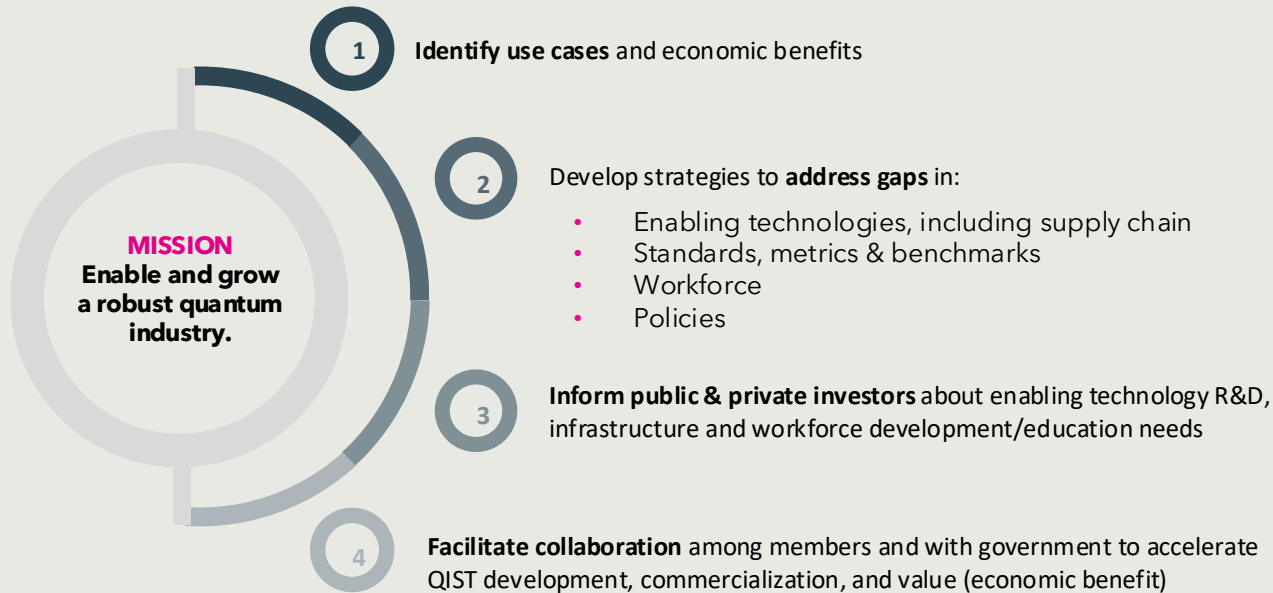 1
Identify use cases and economic benefits
2
Develop strategies to address gaps in:
• Enabling technologies, including supply chain
• Standards, metrics & benchmarks
• Workforce
• Policies
MISSION
Enable and grow
a robust quantum
industry.
3
Inform public & private investors about enabling technology R&D,
infrastructure and workforce development/education needs
4
Facilitate collaboration among members and with government to accelerate
QIST development, commercialization, and value (economic benefit)